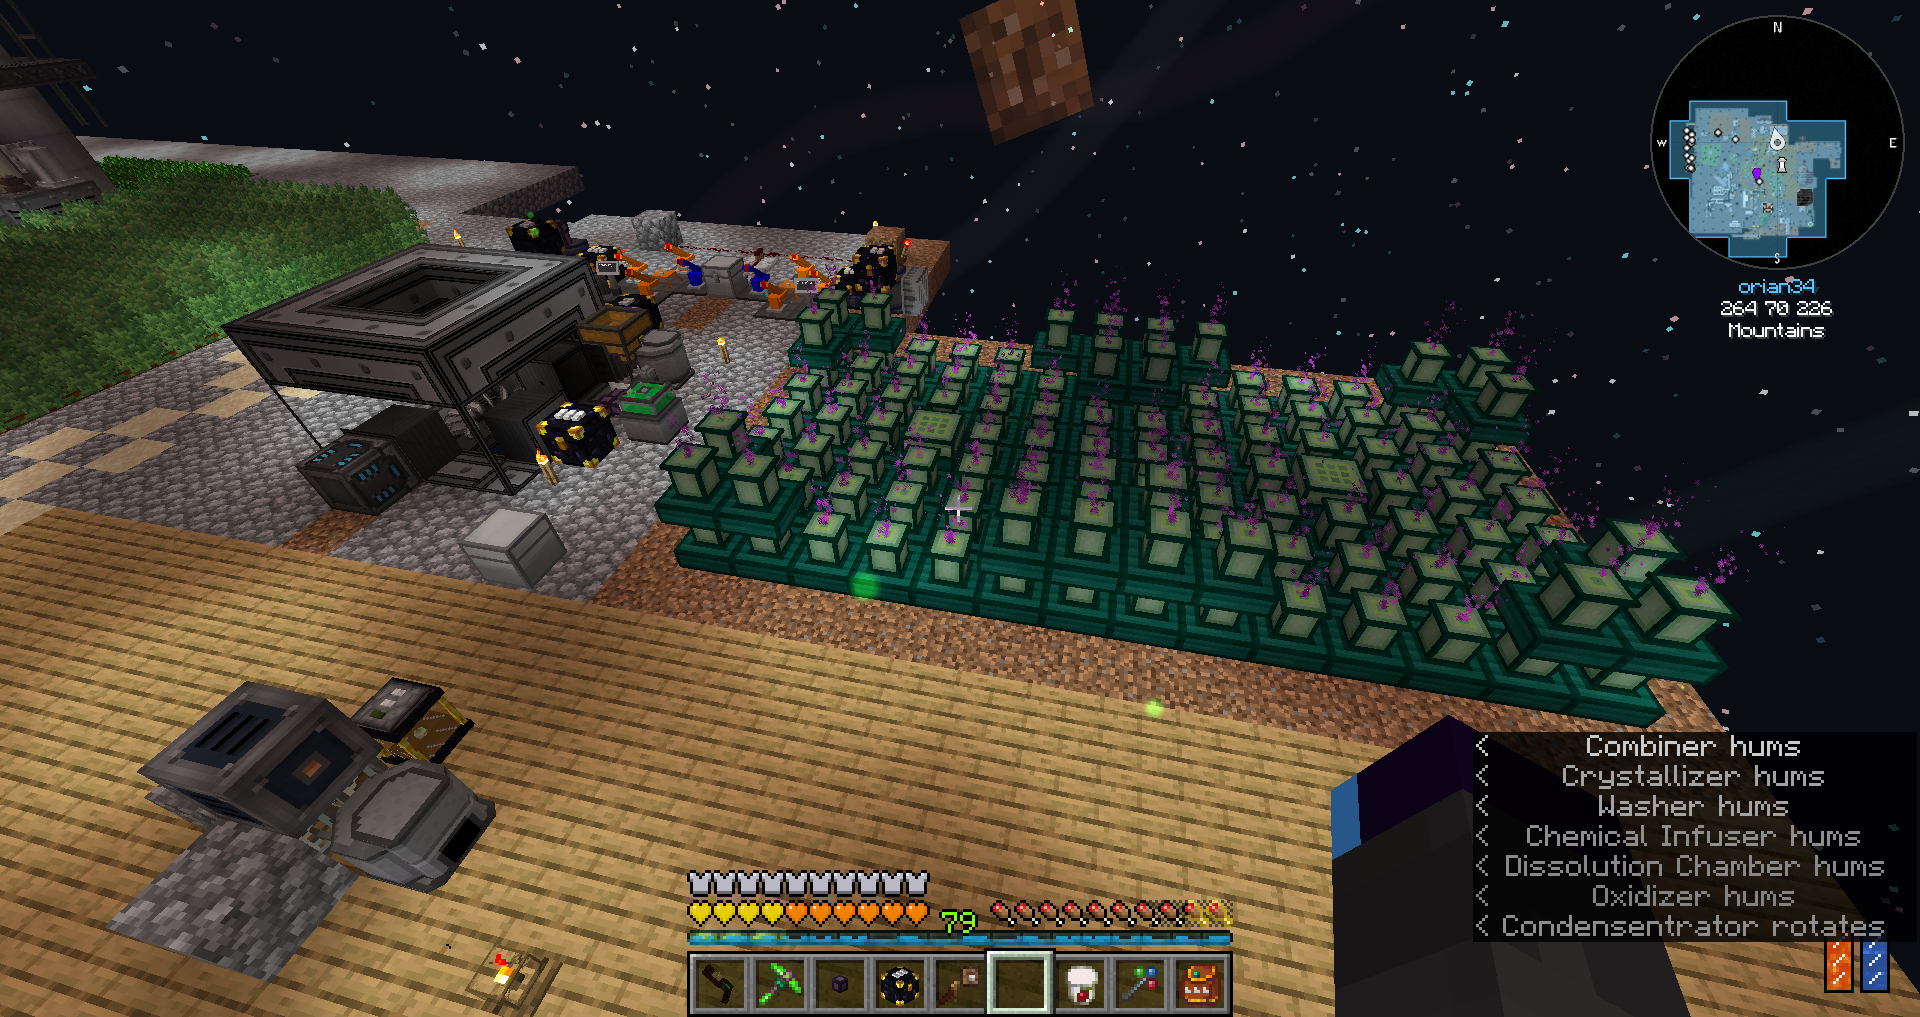 N
W
E
S
orian34
264 70 226
Mountains
< Combiner hums
< Crystallizer hums
< Washer hums
< Chemical Infuser hums
< Dissolution Chamber hums
< Oxidizer hums
< Condensentrator rotates
79